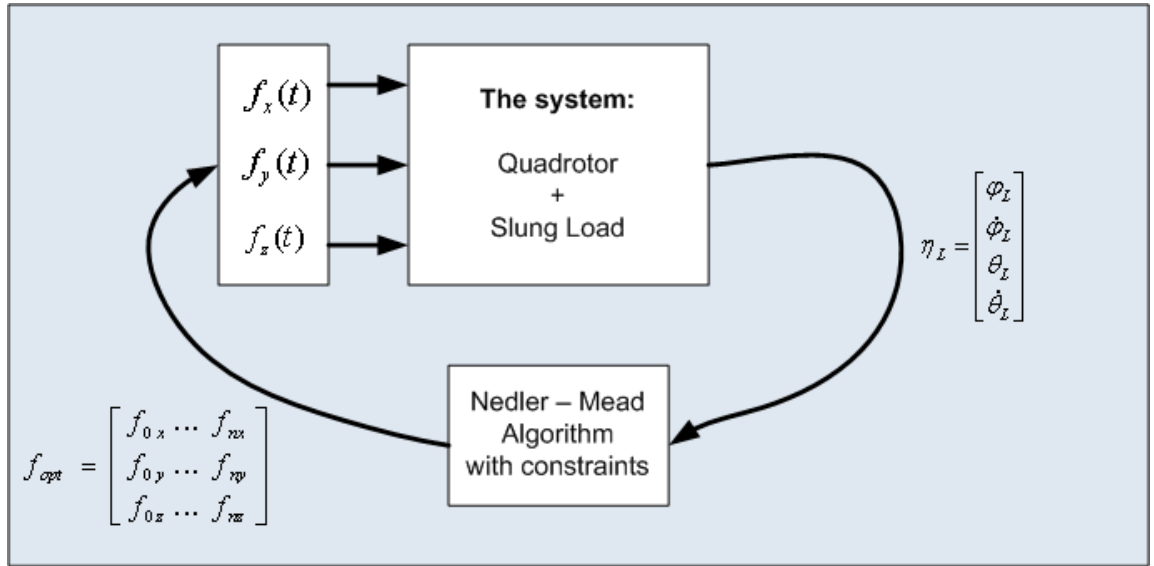 f_x(t)
f_y(t)
f_z(t)
The system:
Quadrotor
+
Slung Load
η_L = [φ_L
φ̇_L
θ_L
θ̇_L]
Nedler – Mead
Algorithm
with constraints
f_opt = [f_0x ... f_nx
f_0y ... f_ny
f_0z ... f_nz]